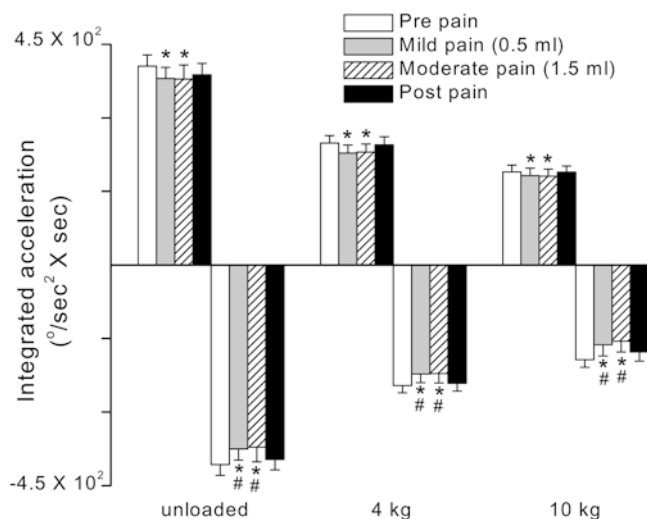 4.5 X 10²
Pre pain
Mild pain (0.5 ml)
Moderate pain (1.5 ml)
Post pain
Integrated acceleration
(°/sec² X sec)
* *
* *
* *
* *
# #
* *
# #
* *
# #
-4.5 X 10²
unloaded 4 kg 10 kg